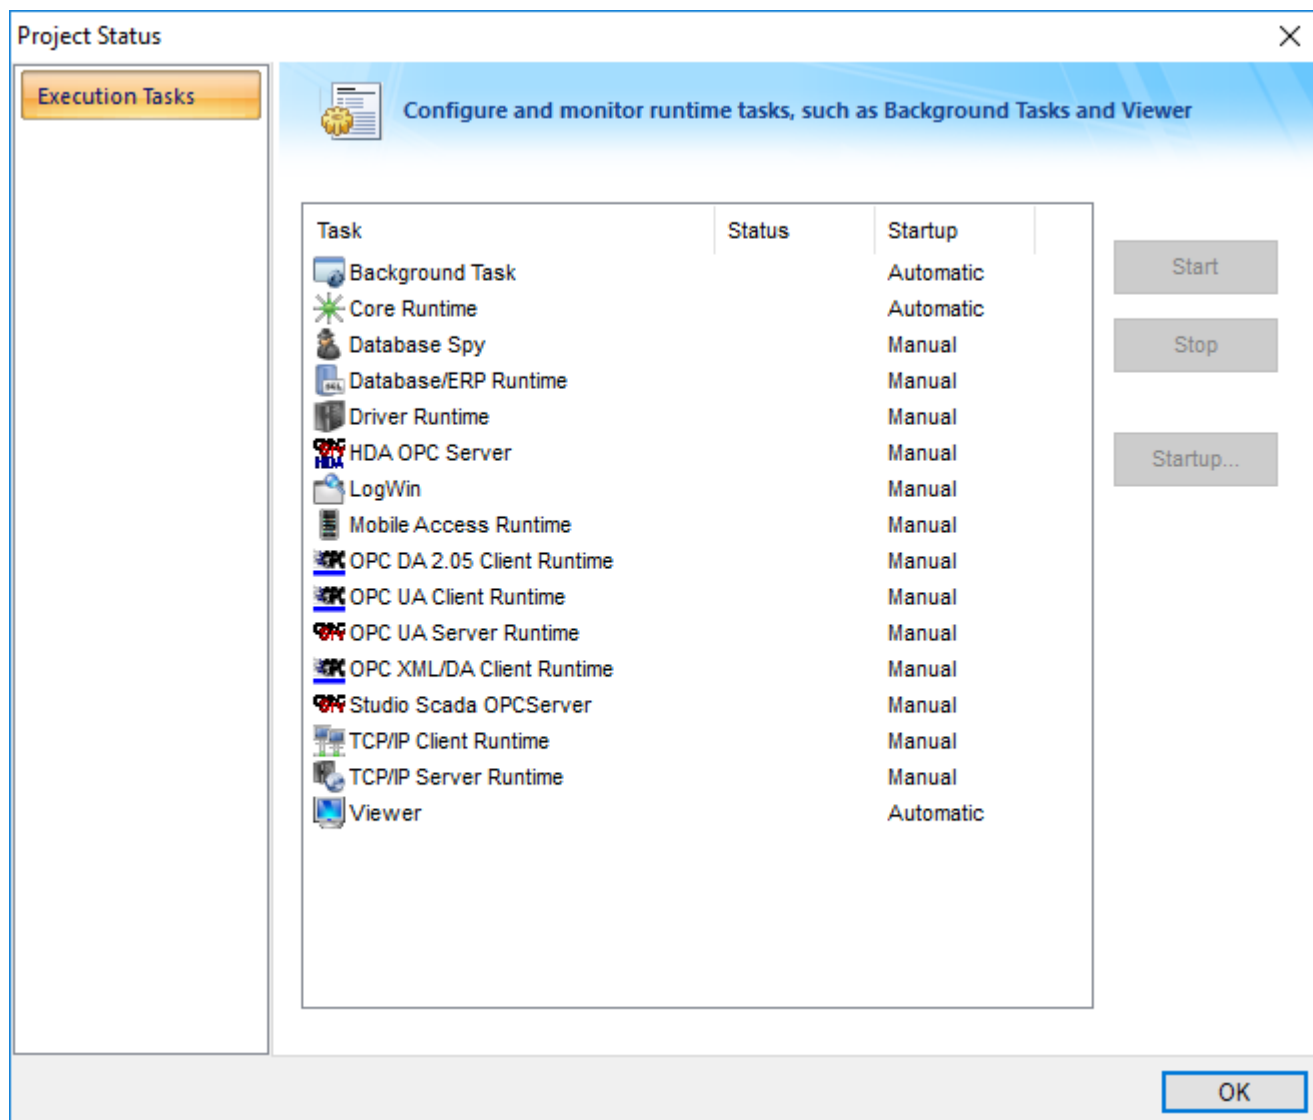 Project Status
Execution Tasks
Configure and monitor runtime tasks, such as Background Tasks and Viewer
Task Status Startup
Background Task Automatic
Core Runtime Automatic
Database Spy Manual
Database/ERP Runtime Manual
Driver Runtime Manual
HDA OPC Server Manual
LogWin Manual
Mobile Access Runtime Manual
OPC DA 2.05 Client Runtime Manual
OPC UA Client Runtime Manual
OPC UA Server Runtime Manual
OPC XML/DA Client Runtime Manual
Studio Scada OPCServer Manual
TCP/IP Client Runtime Manual
TCP/IP Server Runtime Manual
Viewer Automatic
Start
Stop
Startup...
OK